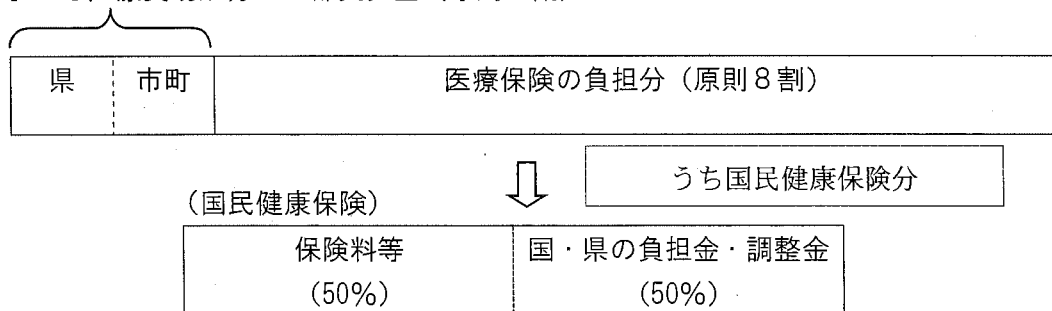 県 市町 医療保険の負担分（原則８割）
うち国民健康保険分
（国民健康保険）
保険料等 国・県の負担金・調整金
（50％） （50％）